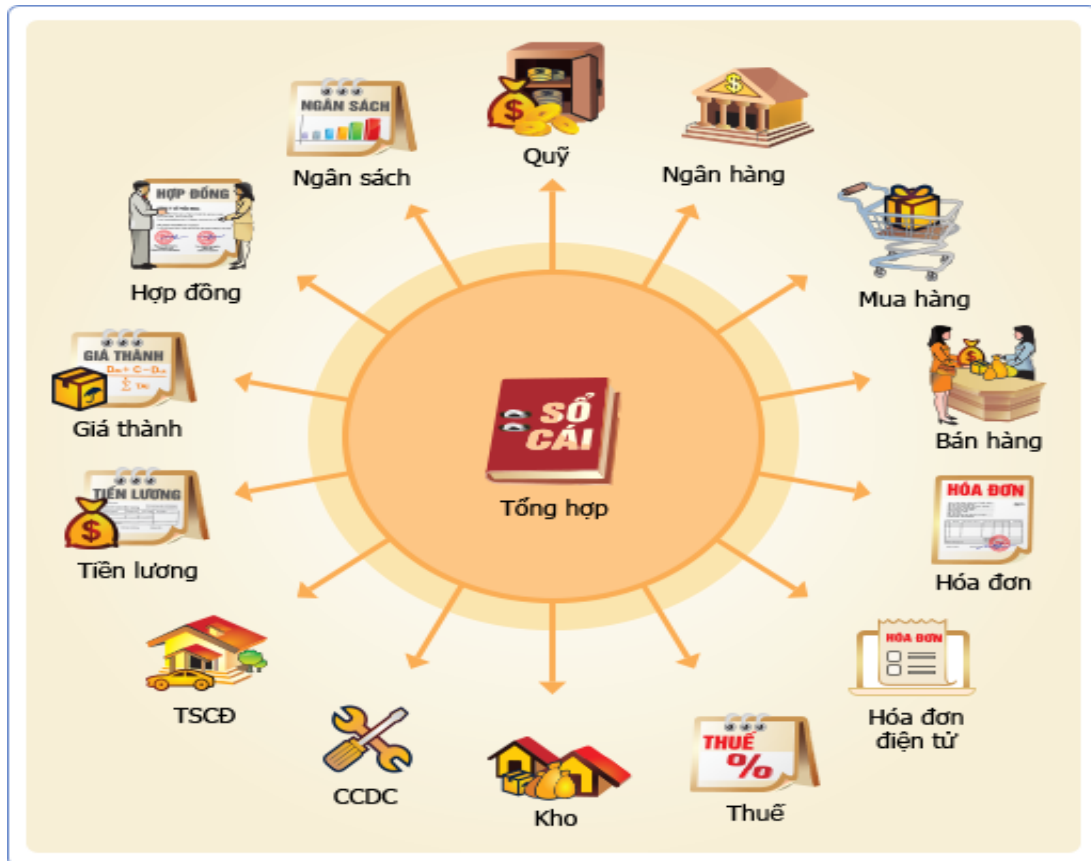 NGÂN SÁCH
Ngân sách
Quỹ
Ngân hàng
HỢP ĐỒNG
Hợp đồng
Mua hàng
GIÁ THÀNH
Giá thành
Bán hàng
SỔ
CÁI
Tổng hợp
TIỀN LƯƠNG
Tiền lương
HÓA ĐƠN
Hóa đơn
TSCĐ
HÓA ĐƠN
Hóa đơn
điện tử
CCDC
Kho
THUẾ
%
Thuế